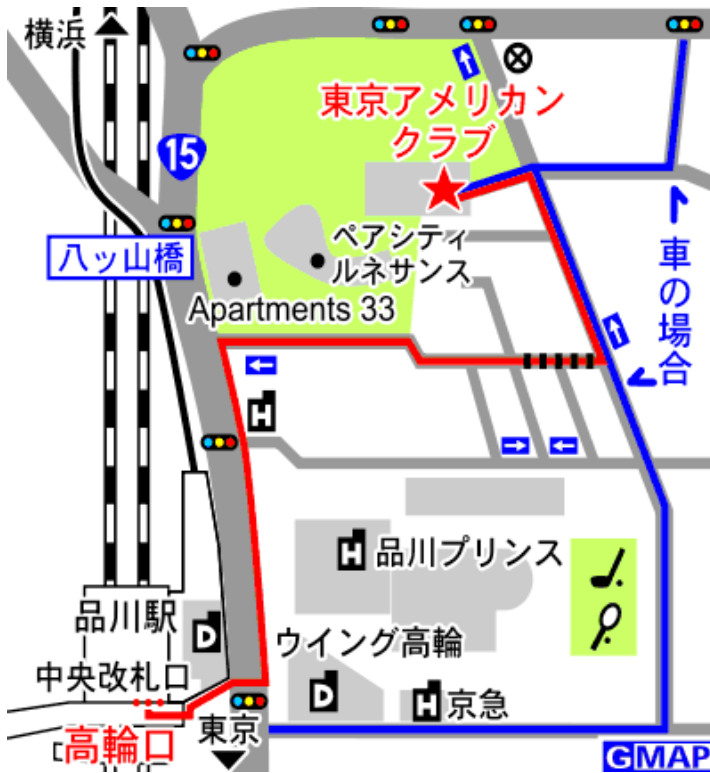 横浜
東京アメリカン
クラブ
15
八ッ山橋
ペアシティ
ルネサンス
Apartments 33
車の場合
H
H
品川プリンス
品川駅
D
ウイング高輪
中央改札口
D
H
京急
高輪口
東京
GMAP